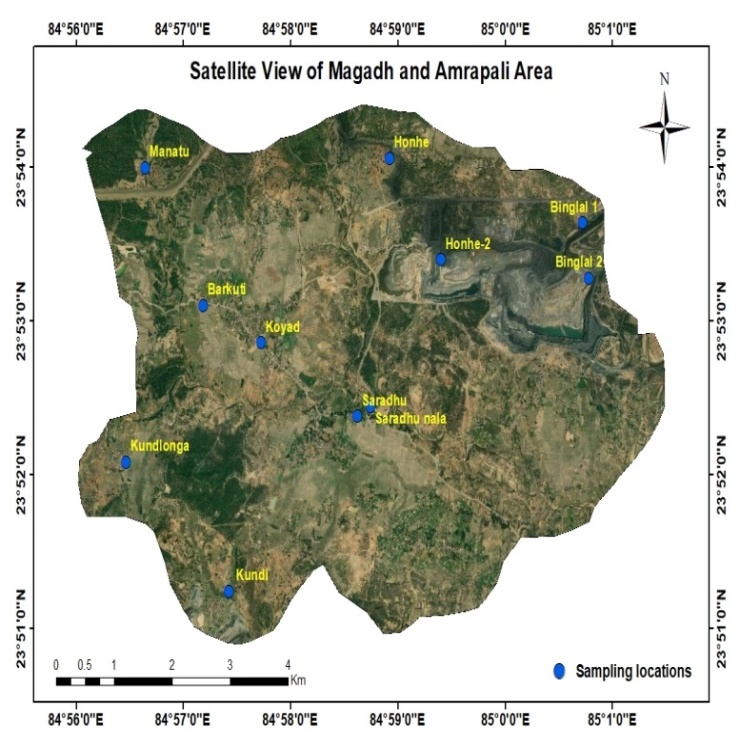 84°56'0"E 84°57'0"E 84°58'0"E 84°59'0"E 85°0'0"E 85°1'0"E
Satellite View of Magadh and Amrapali Area
N
23°54'0"N
23°53'0"N
23°52'0"N
23°51'0"N
23°54'0"N
23°53'0"N
23°52'0"N
23°51'0"N
Manatu
Honhe
Binglal 1
Honhe-2
Binglal 2
Barkuti
Koyad
Saradhu
Saradhu nala
Kundlonga
Kundi
0 0.5 1 2 3 4
Km
Sampling locations
84°56'0"E 84°57'0"E 84°58'0"E 84°59'0"E 85°0'0"E 85°1'0"E